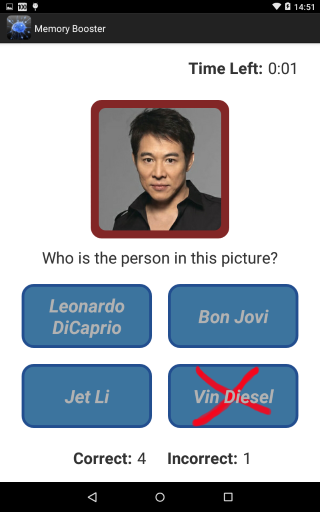 14:51
Memory Booster
Time Left: 0:01
Who is the person in this picture?
Leonardo
DiCaprio
Bon Jovi
Jet Li
Vin Diesel
Correct: 4 Incorrect: 1